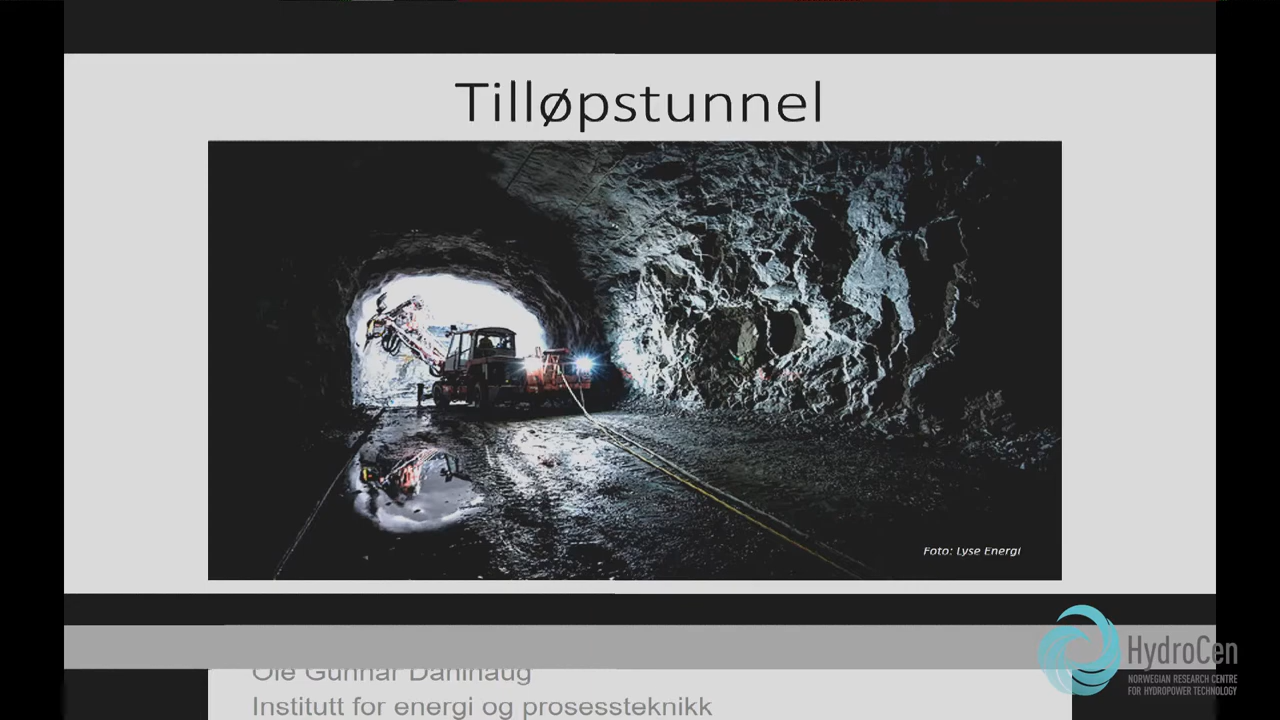 Tilløpstunnel
Foto: Lyse Energi
HydroCen
NORWEGIAN RESEARCH CENTRE
FOR HYDROPOWER TECHNOLOGY
Ole Gunnar Dahlhaug
Institutt for energi og prosessteknikk